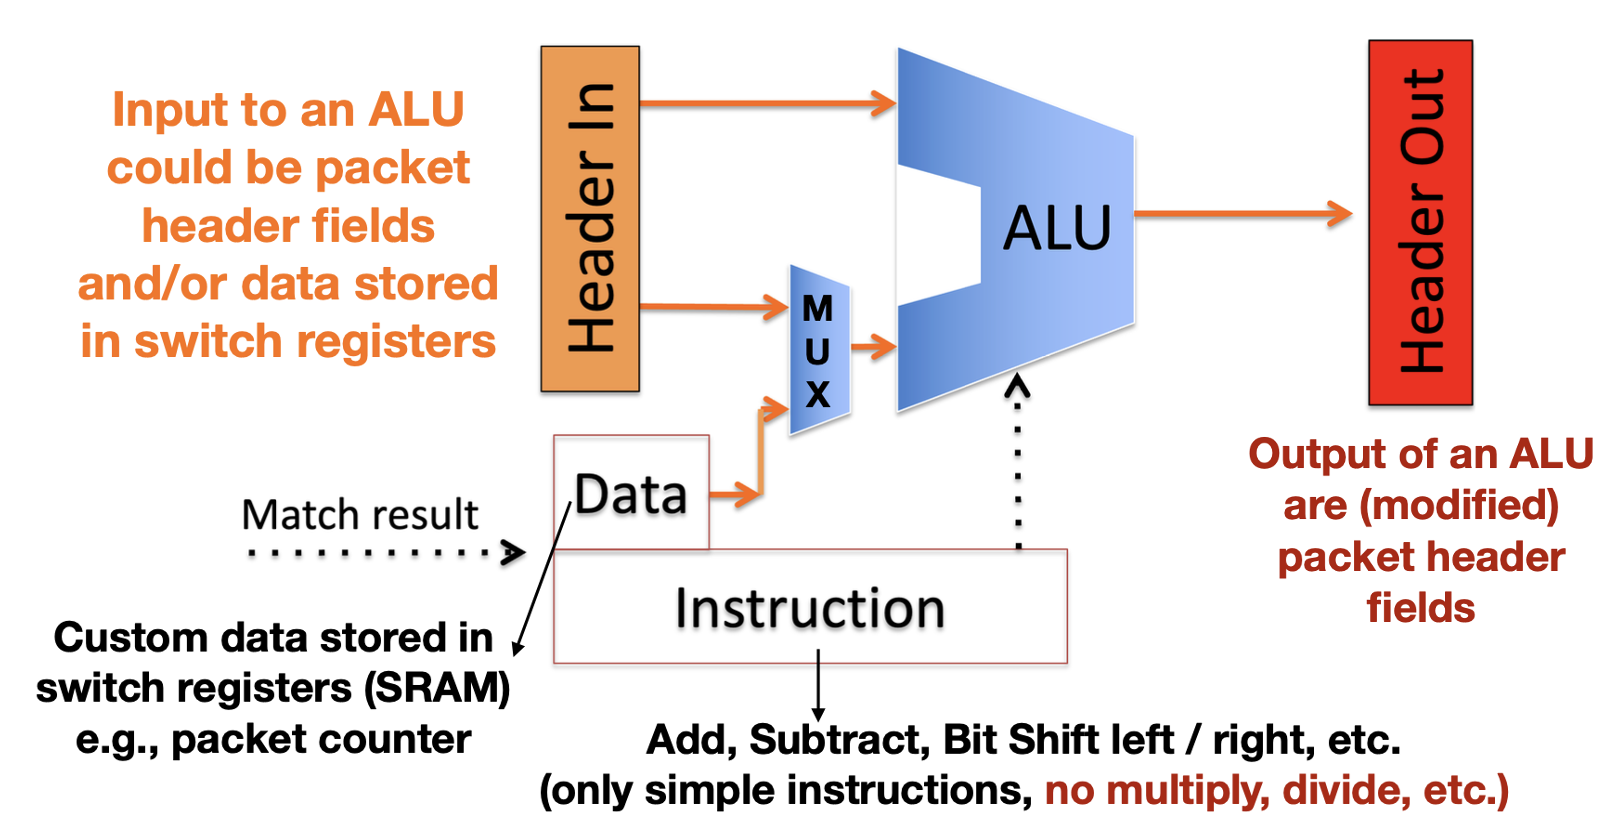 Input to an ALU
could be packet
header fields
and/or data stored
in switch registers
Header In
M
U
X
ALU
Header Out
Output of an ALU
are (modified)
packet header
fields
Match result
Data
Instruction
Custom data stored in
switch registers (SRAM)
e.g., packet counter
Add, Subtract, Bit Shift left / right, etc.
(only simple instructions, no multiply, divide, etc.)